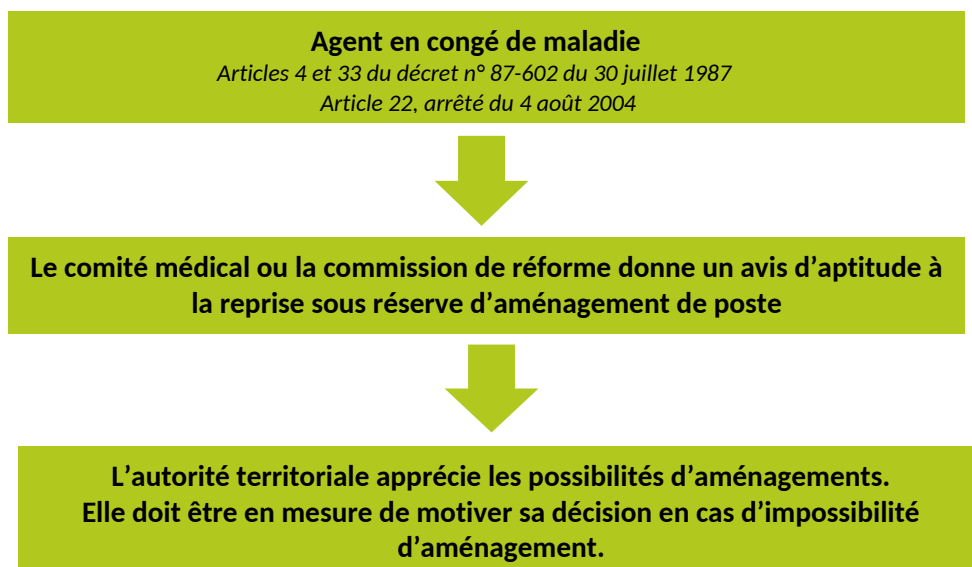 Agent en congé de maladie
Articles 4 et 33 du décret n° 87-602 du 30 juillet 1987
Article 22, arrêté du 4 août 2004
Le comité médical ou la commission de réforme donne un avis d’aptitude à
la reprise sous réserve d’aménagement de poste
L’autorité territoriale apprécie les possibilités d’aménagements.
Elle doit être en mesure de motiver sa décision en cas d’impossibilité
d’aménagement.